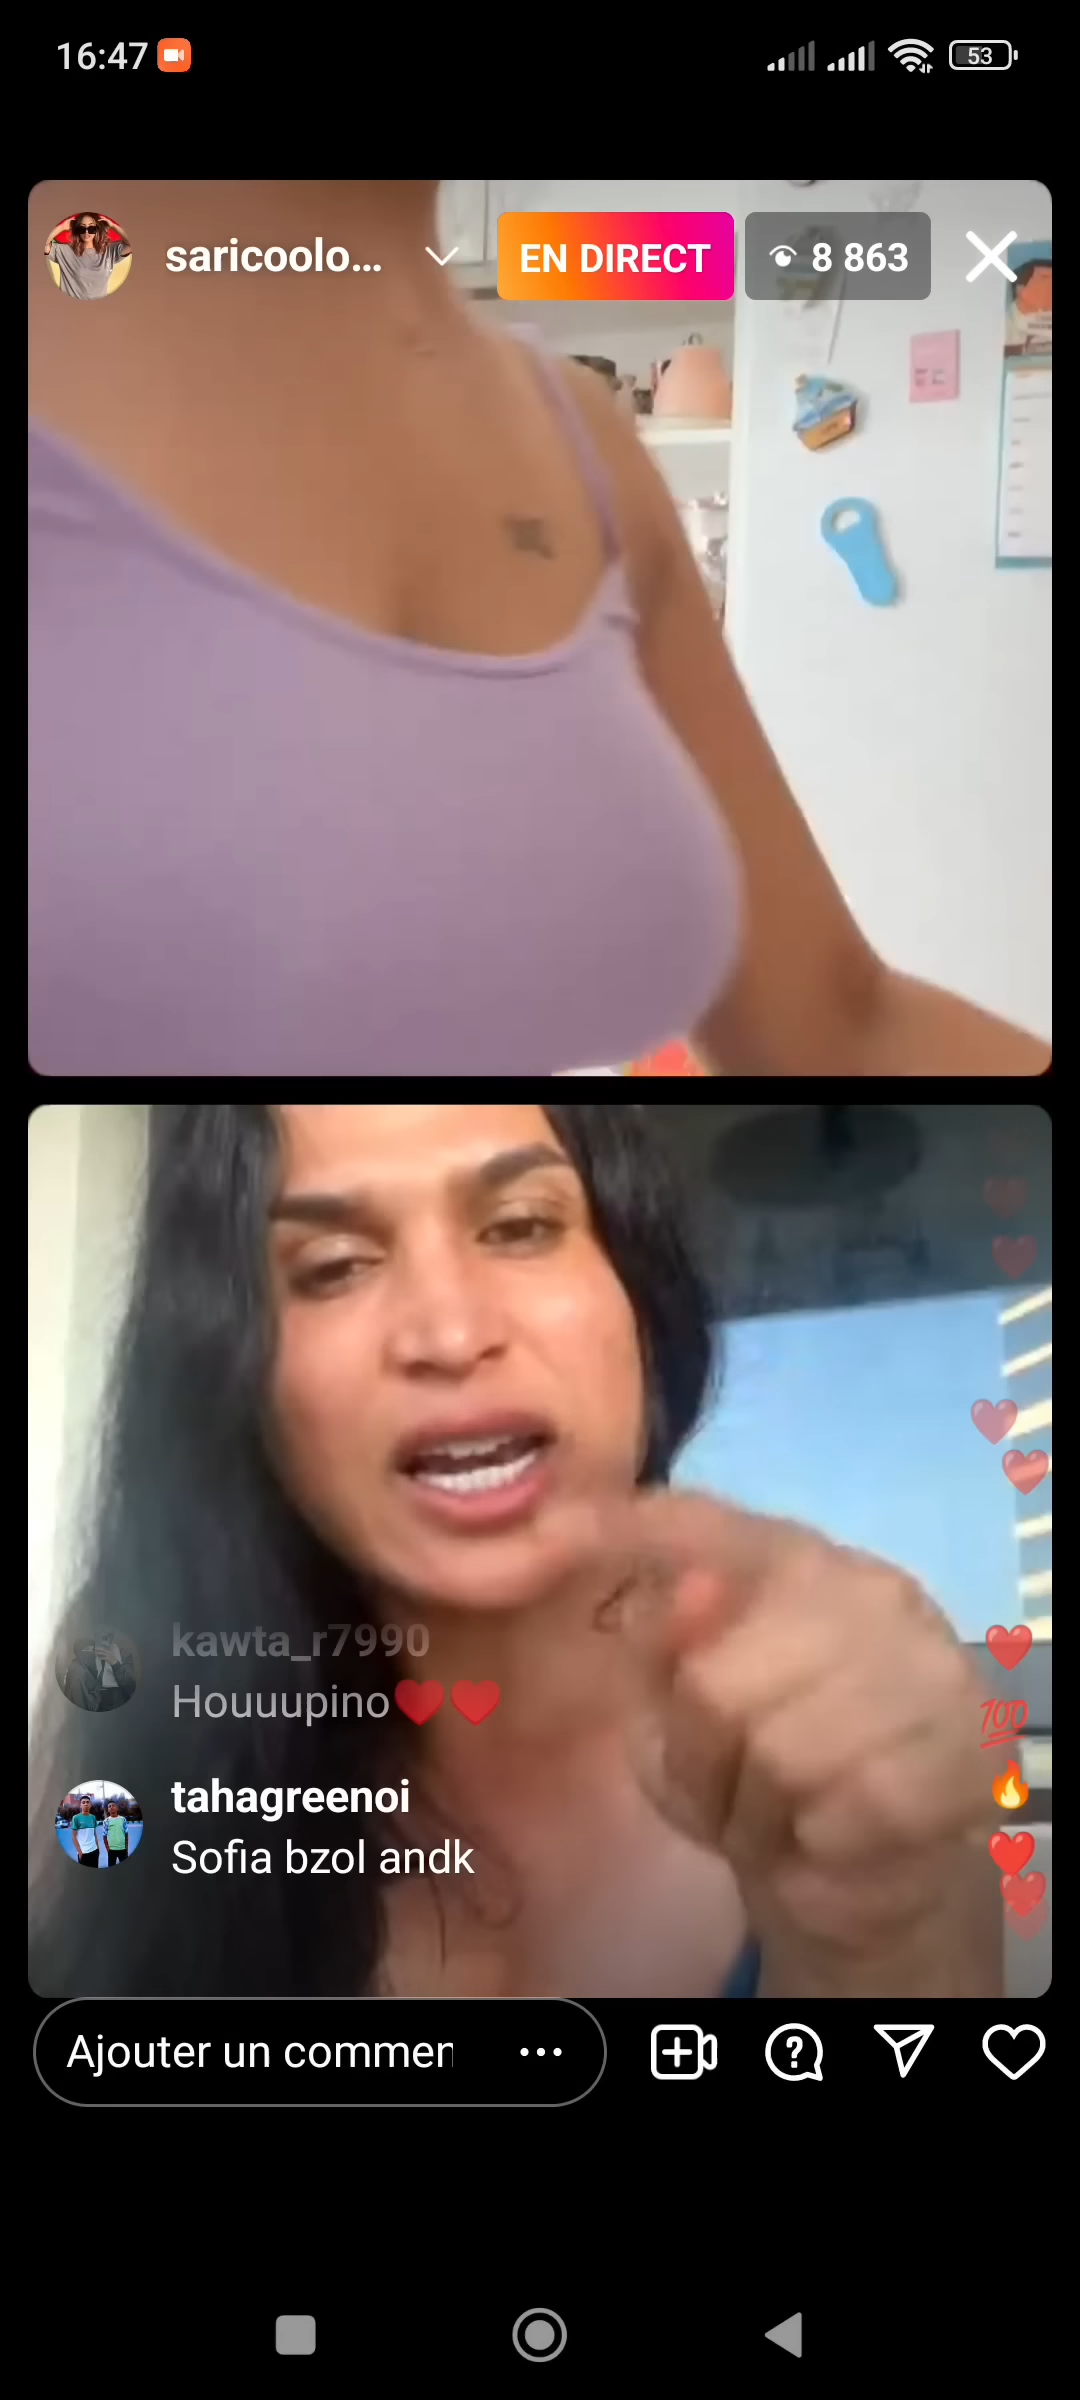 16:47
53
saricoolo...
EN DIRECT
8 863
kawta_r7990
Houuupino❤️❤️
tahagreenoi
Sofia bzol andk
Ajouter un commen